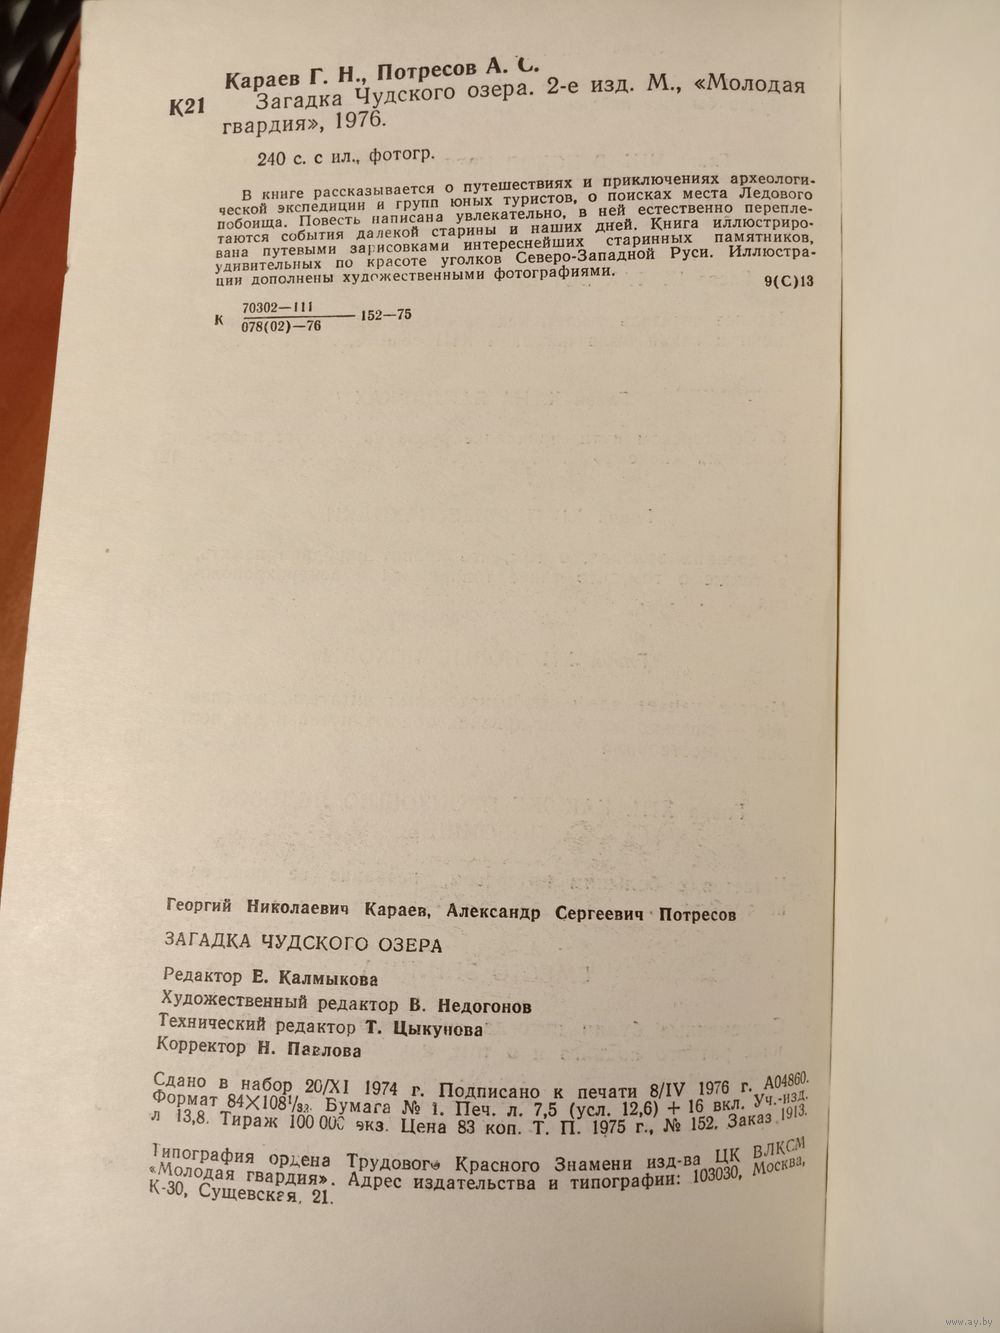 Караев Г. Н., Потресов А. С.
К21 Загадка Чудского озера. 2-е изд. М., «Молодая
гвардия», 1976.
240 с. с ил., фотогр.
В книге рассказывается о путешествиях и приключениях археологи-
ческой экспедиции и групп юных туристов, о поисках места Ледового
побоища. Повесть написана увлекательно, в ней естественно перепле-
таются события далекой старины и наших дней. Книга иллюстриро-
вана путевыми зарисовками интереснейших старинных памятников,
удивительных по красоте уголков Северо-Западной Руси. Иллюстра-
ции дополнены художественными фотографиями.
9(С)13
К 70302—111
078(02)—76 152—75
Георгий Николаевич Караев, Александр Сергеевич Потресов
ЗАГАДКА ЧУДСКОГО ОЗЕРА
Редактор Е. Калмыкова
Художественный редактор В. Недогонов
Технический редактор Т. Цыкунова
Корректор Н. Павлова
Сдано в набор 20/XI 1974 г. Подписано к печати 8/IV 1976 г. А04860.
Формат 84×108¹/₃₂. Бумага № 1. Печ. л. 7,5 (усл. 12,6) + 16 вкл. Уч.-изд.
л 13,8. Тираж 100 000 экз. Цена 83 коп. Т. П. 1975 г., № 152. Заказ 1913.
Типография ордена Трудового Красного Знамени изд-ва ЦК ВЛКСМ
«Молодая гвардия». Адрес издательства и типографии: 103030, Москва,
К-30, Сущевская, 21.
www.ay.by